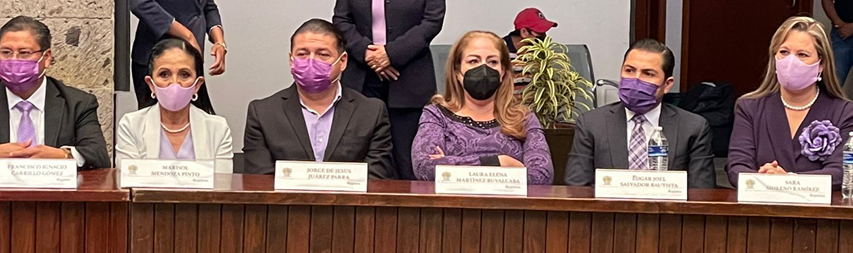 FRANCISCO IGNACIO
CARRILLO GÓMEZ
MARISOL
MENDOZA PINTO
JORGE DE JESÚS
JUÁREZ PARRA
LAURA ELENA
MARTÍNEZ RUVALCABA
EDGAR JOEL
SALVADOR BAUTISTA
SARA
MORENO RAMÍREZ